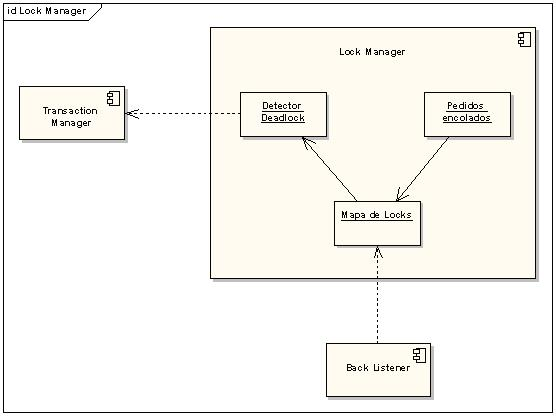 id Lock Manager
Lock Manager
Transaction
Manager
Detector
Deadlock
Pedidos
encolados
Mapa de Locks
Back Listener